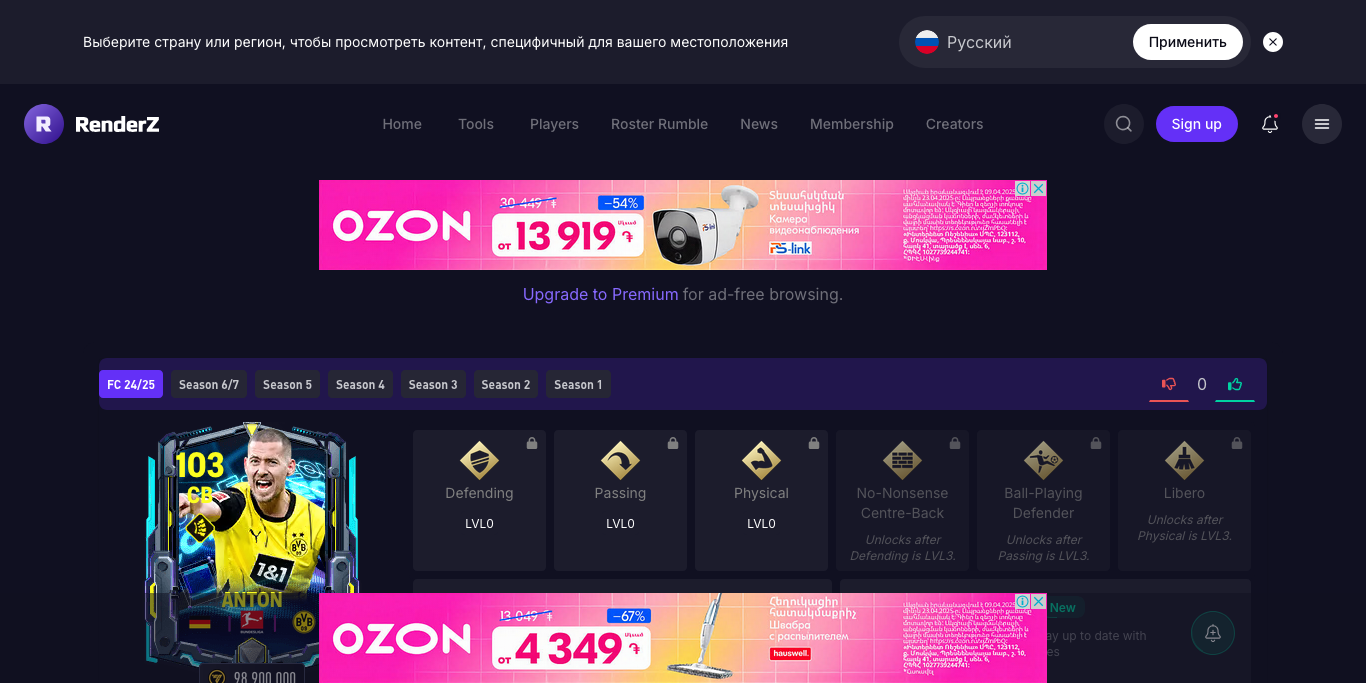 Выберите страну или регион, чтобы просмотреть контент, специфичный для вашего местоположения
Русский
Применить
R RenderZ
Home Tools Players Roster Rumble News Membership Creators
Sign up
OZON
30 449 ֏ −54%
от 13 919 ֏
Տեսահսկման
տեսախցիկ
Камера
видеонаблюдения
PS-link
Upgrade to Premium for ad-free browsing.
FC 24/25 Season 6/7 Season 5 Season 4 Season 3 Season 2 Season 1
0
103
CB
1&1
ANTON
BUNDESLIGA
98,900,000
Defending
LVL0
Passing
LVL0
Physical
LVL0
No-Nonsense
Centre-Back
Unlocks after
Defending is LVL3.
Ball-Playing
Defender
Unlocks after
Passing is LVL3.
Libero
Unlocks after
Physical is LVL3.
OZON
13 049 ֏ −67%
от 4 349 ֏
Հեղուկացիր
հատակմաքրիչ
Швабра
с распылителем
hauswell.
New
ay up to date with
es